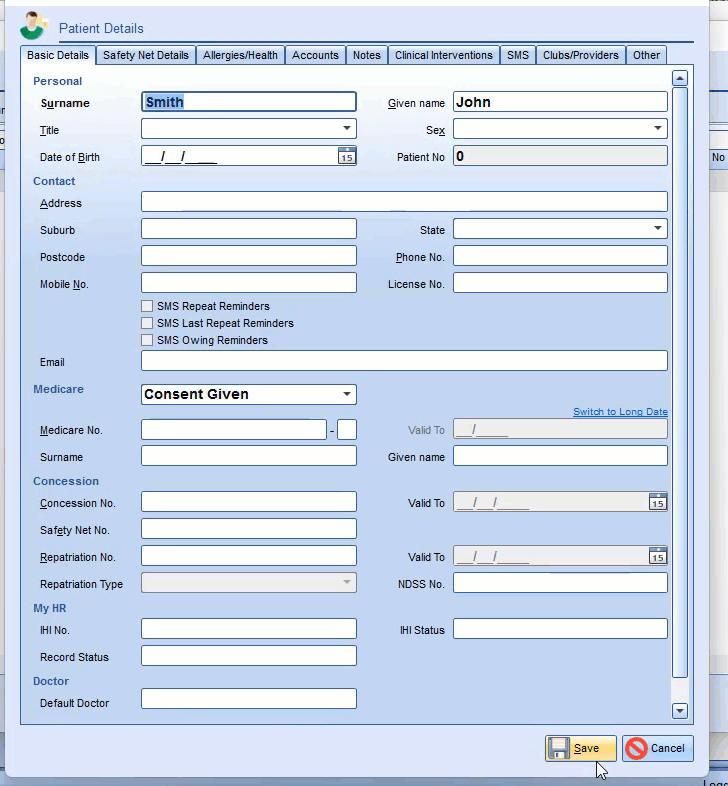 Patient Details
Basic Details Safety Net Details Allergies/Health Accounts Notes Clinical Interventions SMS Clubs/Providers Other
Personal
Surname Smith Given name John
Title Sex
Date of Birth __/__/____ 15 Patient No 0
No
Contact
Address
Suburb State
Postcode Phone No.
Mobile No. License No.
SMS Repeat Reminders
SMS Last Repeat Reminders
SMS Owing Reminders
Email
Medicare Consent Given
Switch to Long Date
Medicare No. - Valid To __/____
Surname Given name
Concession
Concession No. Valid To __/__/____ 15
Safety Net No.
Repatriation No. Valid To __/__/____ 15
Repatriation Type NDSS No.
My HR
IHI No. IHI Status
Record Status
Doctor
Default Doctor
Save Cancel